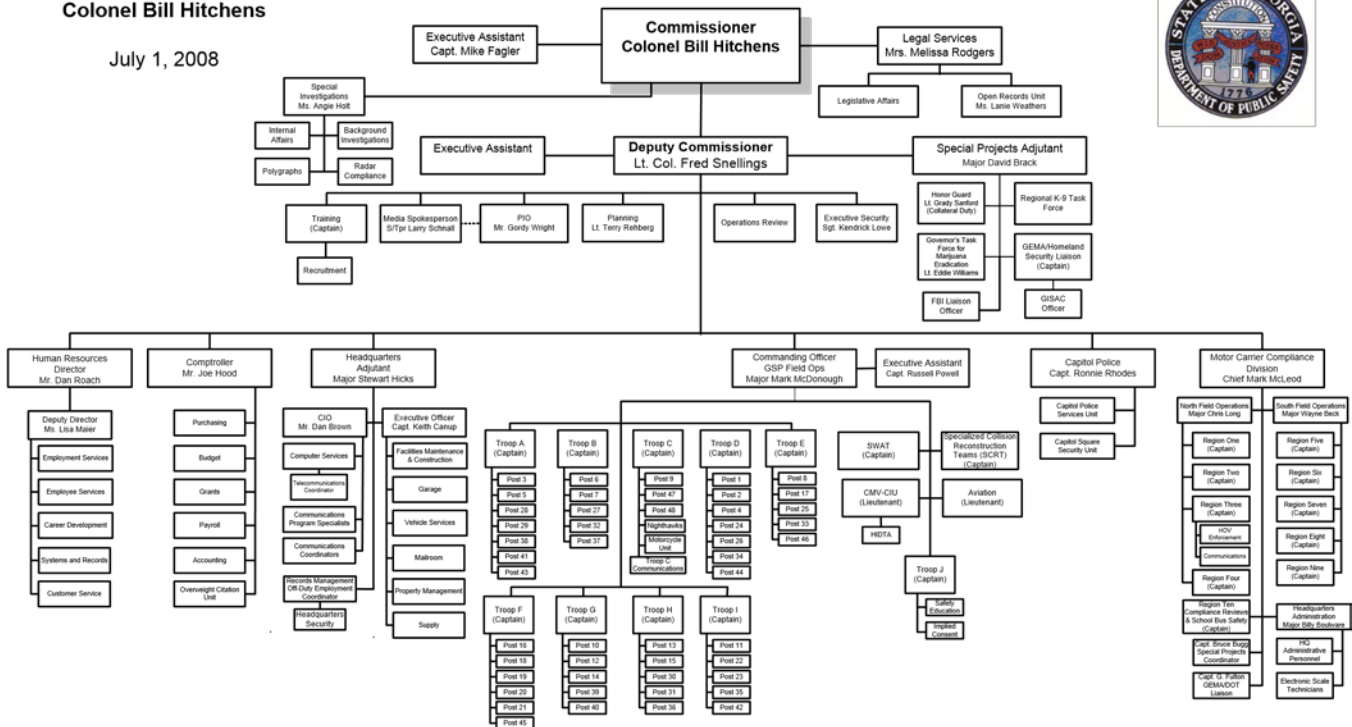 Colonel Bill Hitchens
July 1, 2008
Commissioner
Colonel Bill Hitchens
Executive Assistant
Capt. Mike Fagler
Legal Services
Mrs. Melissa Rodgers
Legislative Affairs
Open Records Unit
Ms. Lanie Weathers
CONSTITUTION
1776
DEPARTMENT OF PUBLIC SAFETY
Special
Investigations
Ms. Angie Holt
Internal
Affairs
Background
Investigations
Polygraphs
Radar
Compliance
Executive Assistant
Deputy Commissioner
Lt. Col. Fred Snellings
Special Projects Adjutant
Major David Brack
Training
(Captain)
Recruitment
Media Spokesperson
S/Tpr Larry Schnall
PIO
Mr. Gordy Wright
Planning
Lt. Terry Rehberg
Operations Review
Executive Security
Sgt. Kendrick Lowe
Honor Guard
Lt. Grady Sanford
(Collateral Duty)
Regional K-9 Task
Force
Governor's Task
Force for
Marijuana
Eradication
Lt. Eddie Williams
GEMA/Homeland
Security Liaison
(Captain)
FBI Liaison
Officer
GISAC
Officer
Human Resources
Director
Mr. Dan Roach
Deputy Director
Ms. Lisa Maier
Employment Services
Employee Services
Career Development
Systems and Records
Customer Service
Comptroller
Mr. Joe Hood
Purchasing
Budget
Grants
Payroll
Accounting
Overweight Citation
Unit
Headquarters
Adjutant
Major Stewart Hicks
CIO
Mr. Dan Brown
Computer Services
Telecommunications
Coordinator
Communications
Program Specialists
Communications
Coordinators
Records Management
Off-Duty Employment
Coordinator
Headquarters
Security
Executive Officer
Capt. Keith Canup
Facilities Maintenance
& Construction
Garage
Vehicle Services
Mailroom
Property Management
Supply
Commanding Officer
GSP Field Ops
Major Mark McDonough
Executive Assistant
Capt. Russell Powell
Troop A
(Captain)
Post 3
Post 5
Post 28
Post 29
Post 38
Post 41
Post 43
Troop B
(Captain)
Post 6
Post 7
Post 27
Post 32
Post 37
Troop C
(Captain)
Post 9
Post 47
Post 48
Nighthawks
Motorcycle
Unit
Troop C
Communications
Troop D
(Captain)
Post 1
Post 2
Post 4
Post 24
Post 26
Post 34
Post 44
Troop E
(Captain)
Post 8
Post 17
Post 25
Post 33
Post 46
Troop F
(Captain)
Post 16
Post 18
Post 19
Post 20
Post 21
Post 45
Troop G
(Captain)
Post 10
Post 12
Post 14
Post 39
Post 40
Troop H
(Captain)
Post 13
Post 15
Post 30
Post 31
Post 36
Troop I
(Captain)
Post 11
Post 22
Post 23
Post 35
Post 42
SWAT
(Captain)
Specialized Collision
Reconstruction
Teams (SCRT)
(Captain)
CMV-CIU
(Lieutenant)
HIDTA
Aviation
(Lieutenant)
Troop J
(Captain)
Safety
Education
Implied
Consent
Capitol Police
Capt. Ronnie Rhodes
Capitol Police
Services Unit
Capitol Square
Security Unit
Motor Carrier Compliance
Division
Chief Mark McLeod
North Field Operations
Major Chris Long
Region One
(Captain)
Region Two
(Captain)
Region Three
(Captain)
HOV
Enforcement
Communications
Region Four
(Captain)
Region Ten
Compliance Reviews
& School Bus Safety
(Captain)
Capt. Bruce Bugg
Special Projects
Coordinator
Capt. G. Fulton
GEMA/DOT
Liaison
South Field Operations
Major Wayne Beck
Region Five
(Captain)
Region Six
(Captain)
Region Seven
(Captain)
Region Eight
(Captain)
Region Nine
(Captain)
Headquarters
Administration
Major Billy Boulware
HQ
Administrative
Personnel
Electronic Scale
Technicians